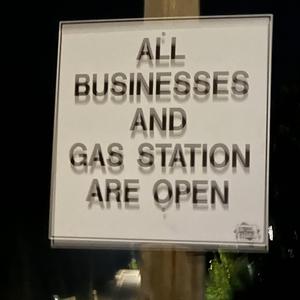 ALL
BUSINESSES
AND
GAS STATION
ARE OPEN